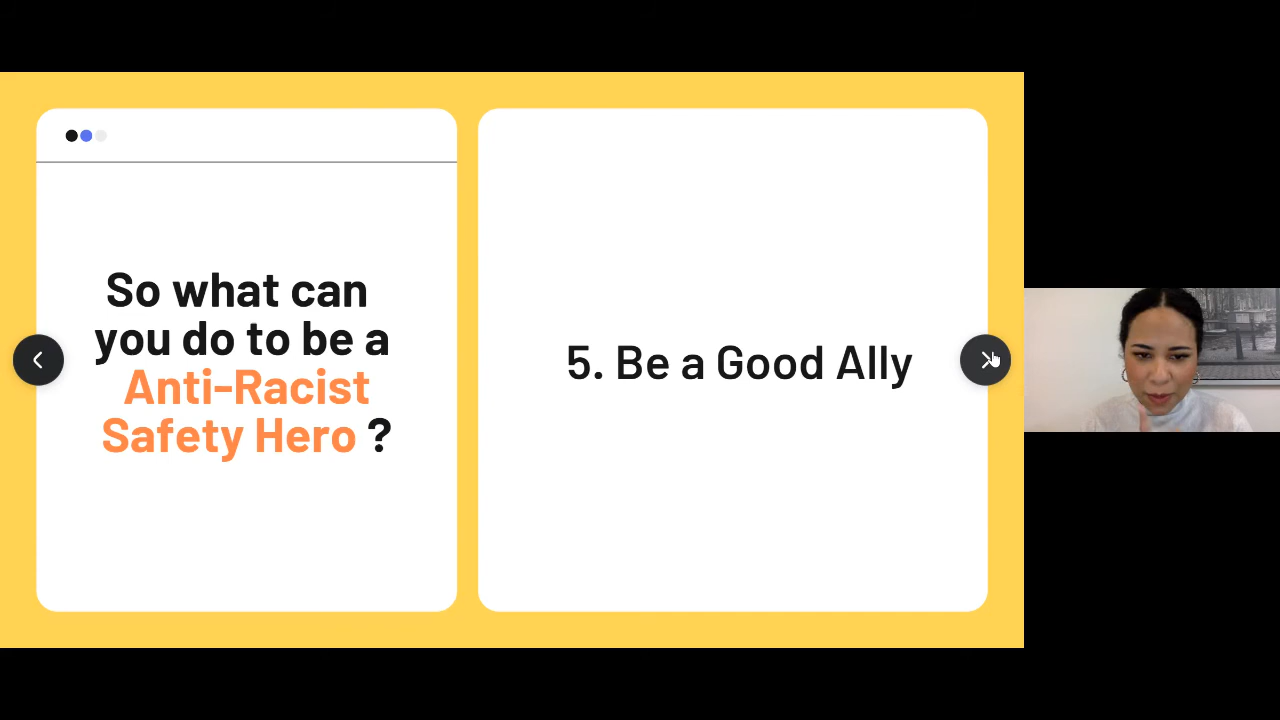 So what can
you do to be a
Anti-Racist
Safety Hero ?
5. Be a Good Ally